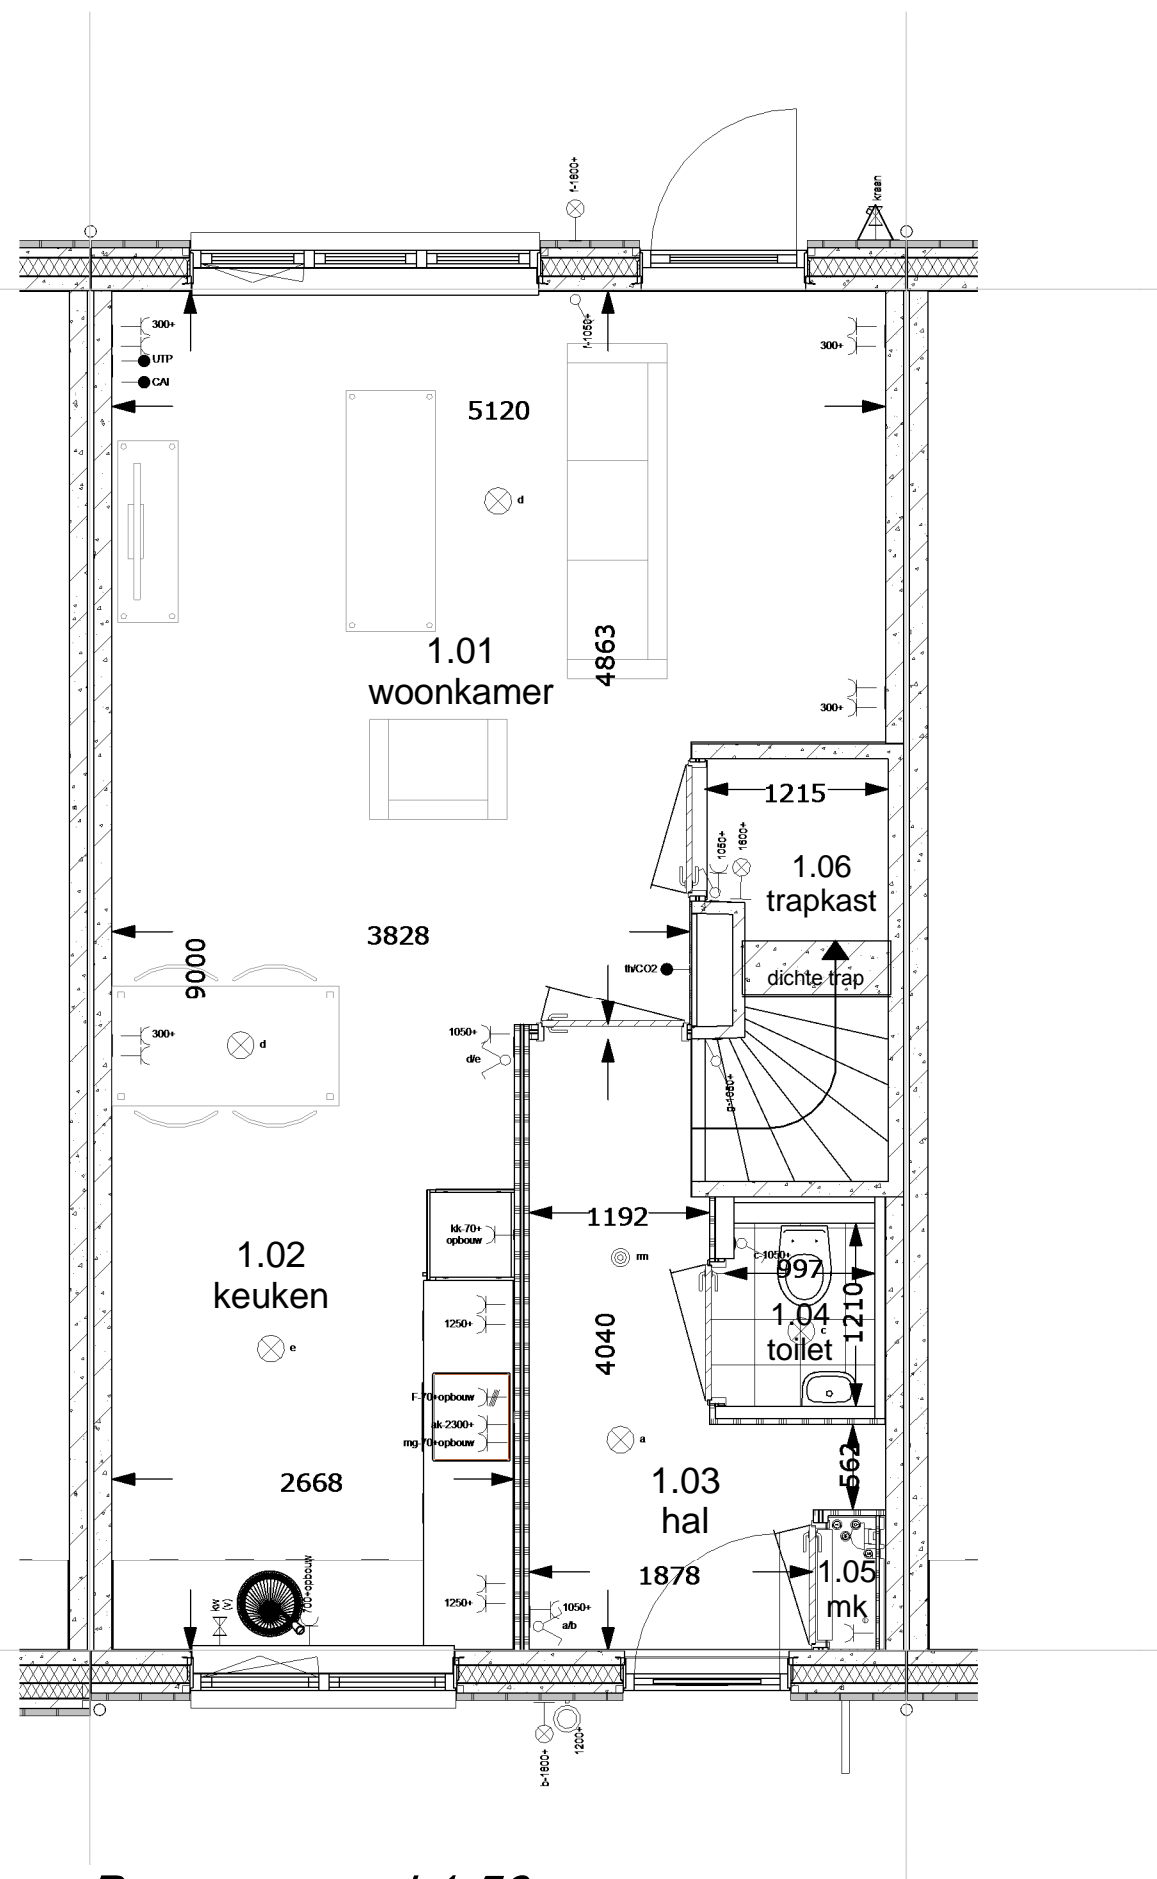 f-1800+
kraan
300+
UTP
CAI
f-1050+
300+
5120
d
1.01
woonkamer
4863
300+
1215
1050+
1600+
1.06
trapkast
3828
9000
th/CO2
dichte trap
300+
d
1050+
d/e
g-1050+
1192
kk-70+
opbouw
rm
c-1050+
997
1.02
keuken
1210
1.04
toilet
c
1250+
4040
e
F-70+opbouw
ak-2300+
mg-70+opbouw
a
562
2668
1.03
hal
1878
1.05
mk
kw
(v)
700+opbouw
1250+
1050+
a/b
b-1800+
1200+